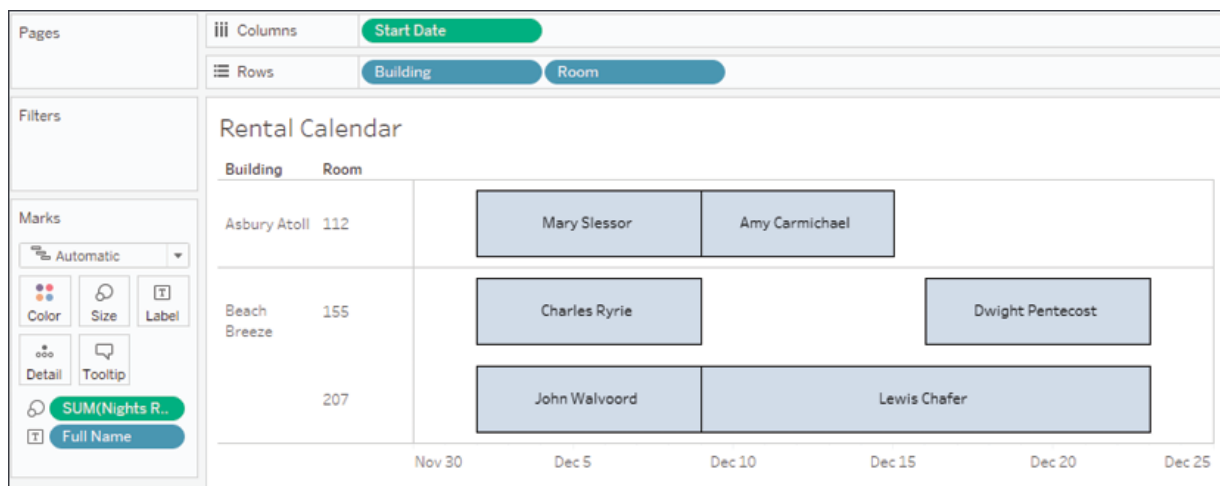 Pages
Columns
Start Date
Rows
Building Room
Filters
Rental Calendar
Building Room
Marks
Automatic
Color Size Label
Detail Tooltip
SUM(Nights R..
Full Name
Asbury Atoll 112 Mary Slessor Amy Carmichael
Beach Breeze 155 Charles Ryrie Dwight Pentecost
207 John Walvoord Lewis Chafer
Nov 30 Dec 5 Dec 10 Dec 15 Dec 20 Dec 25